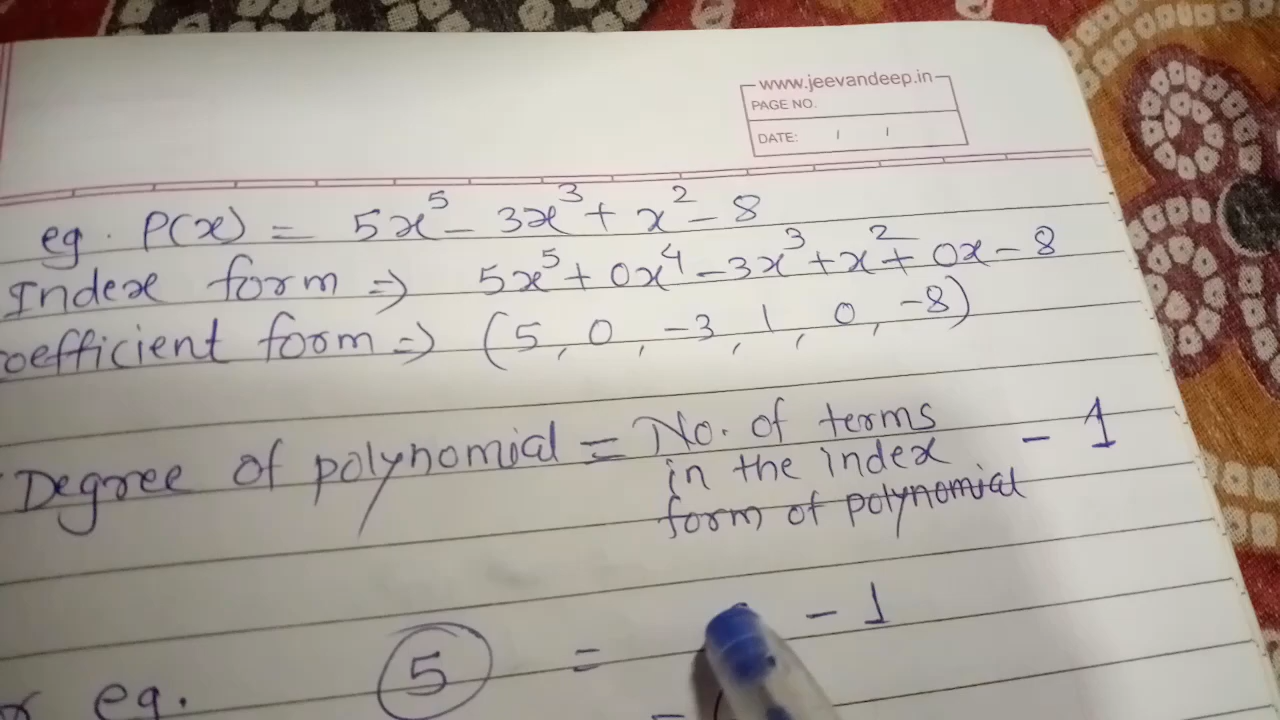 www.jeevandeep.in
PAGE NO.
DATE: / /
eg. P(x) = 5x⁵ - 3x³ + x² - 8
Index form ⇒ 5x⁵ + 0x⁴ - 3x³ + x² + 0x - 8
oefficient form ⇒ (5, 0, -3, 1, 0, -8)
Degree of polynomial = No. of terms - 1
in the index
form of polynomial
5 = - 1
eg.